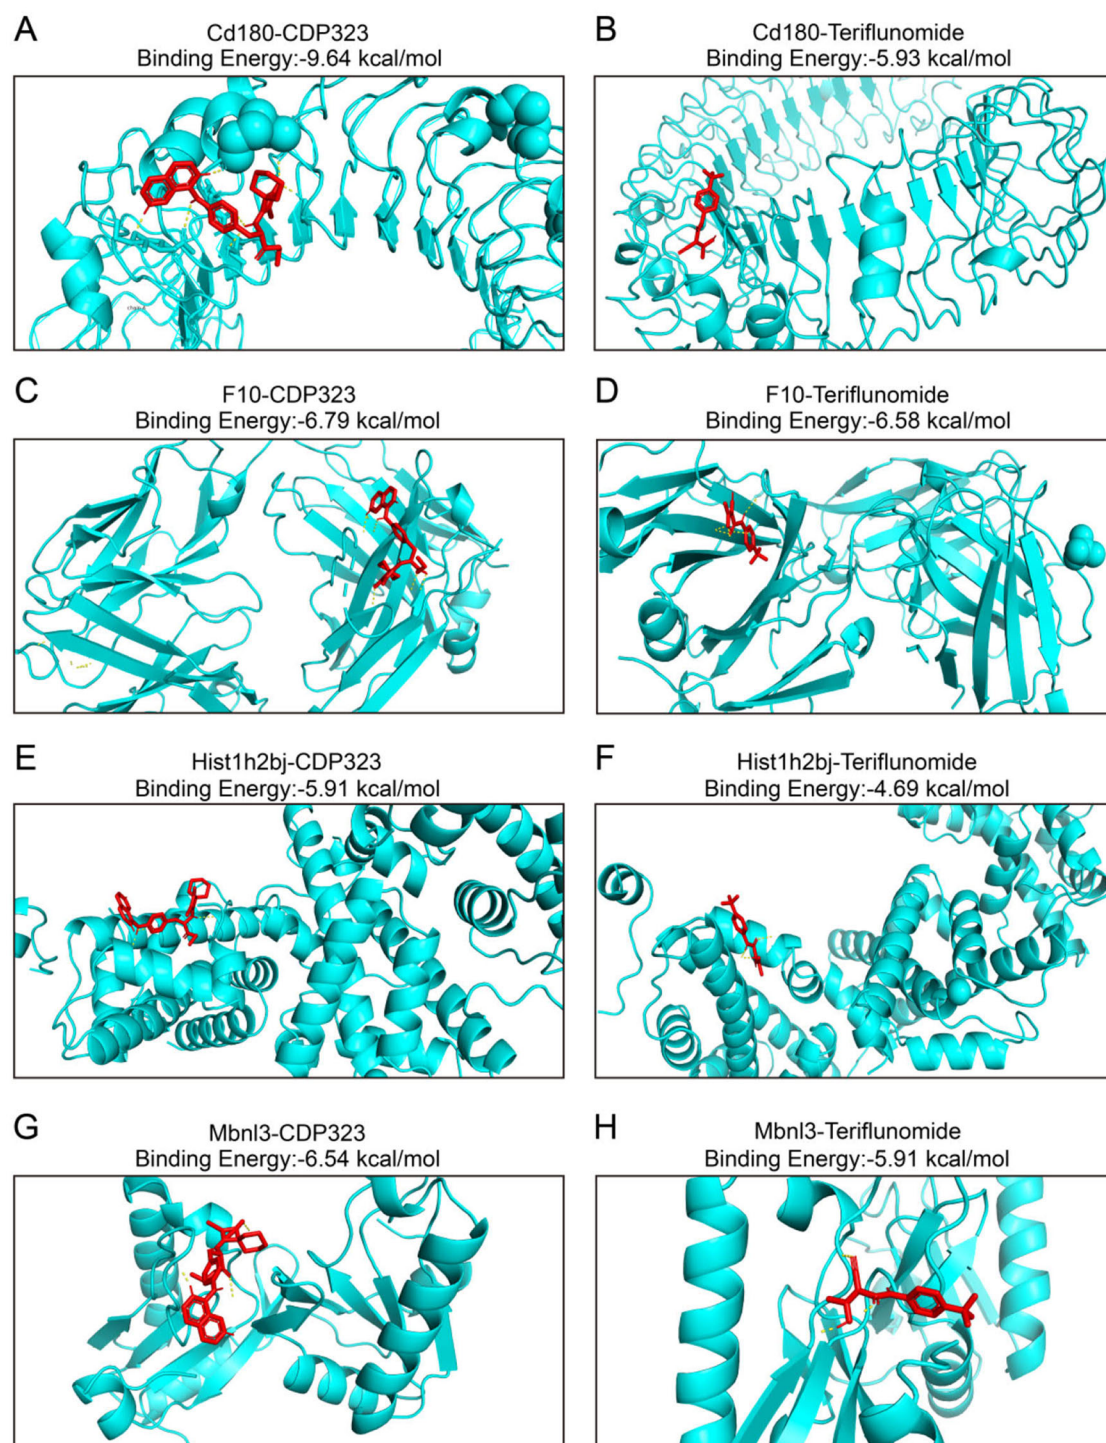 A
Cd180-CDP323
Binding Energy:-9.64 kcal/mol
B
Cd180-Teriflunomide
Binding Energy:-5.93 kcal/mol
C
F10-CDP323
Binding Energy:-6.79 kcal/mol
D
F10-Teriflunomide
Binding Energy:-6.58 kcal/mol
E
Hist1h2bj-CDP323
Binding Energy:-5.91 kcal/mol
F
Hist1h2bj-Teriflunomide
Binding Energy:-4.69 kcal/mol
G
Mbnl3-CDP323
Binding Energy:-6.54 kcal/mol
H
Mbnl3-Teriflunomide
Binding Energy:-5.91 kcal/mol